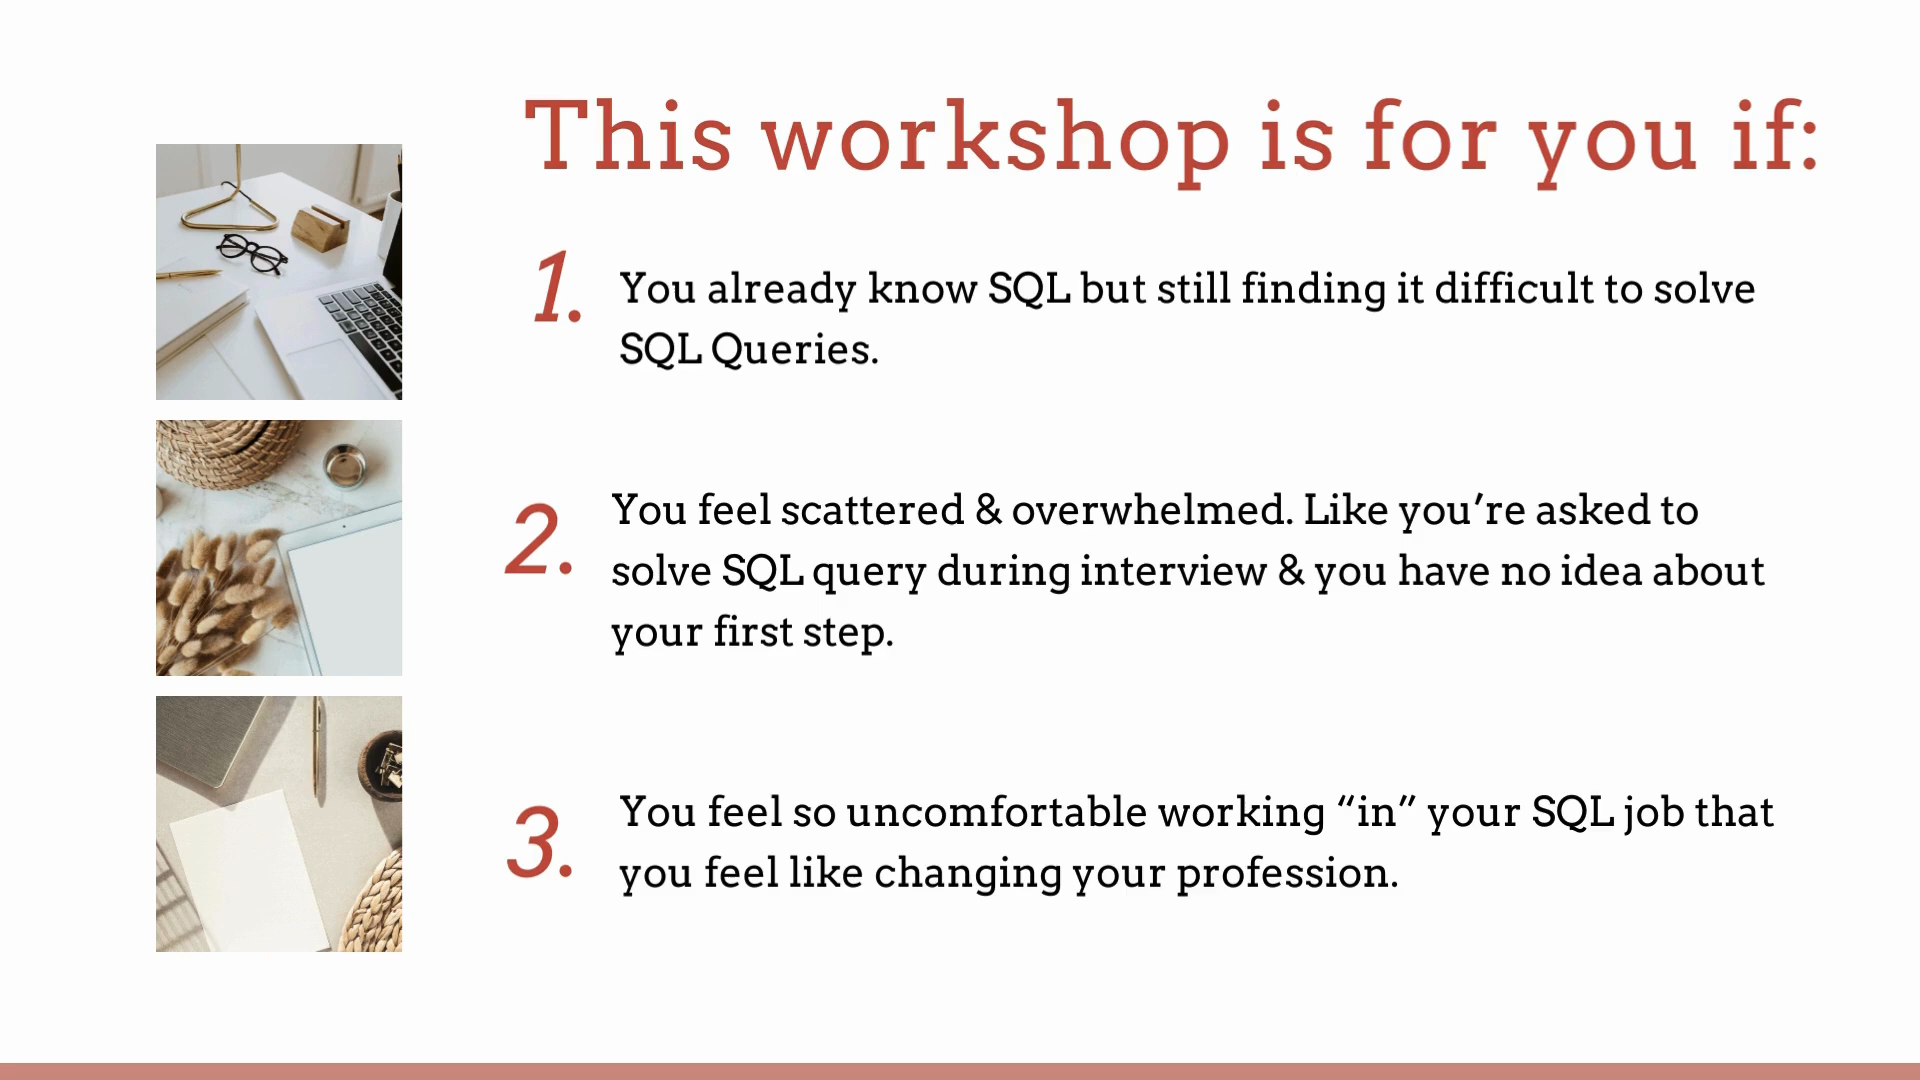 This workshop is for you if:
1. You already know SQL but still finding it difficult to solve
SQL Queries.
2. You feel scattered & overwhelmed. Like you’re asked to
solve SQL query during interview & you have no idea about
your first step.
3. You feel so uncomfortable working “in” your SQL job that
you feel like changing your profession.